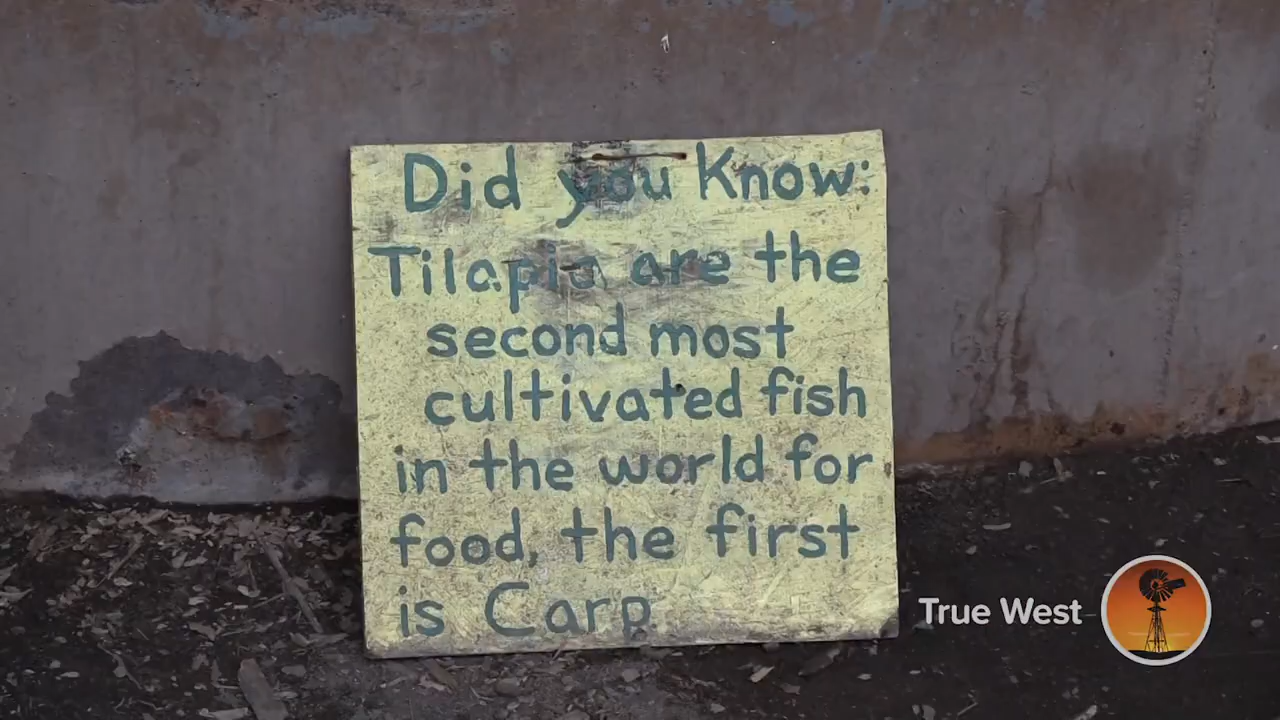 Did you Know:
Tilapia are the
second most
cultivated fish
in the world for
food, the first
is Carp
True West